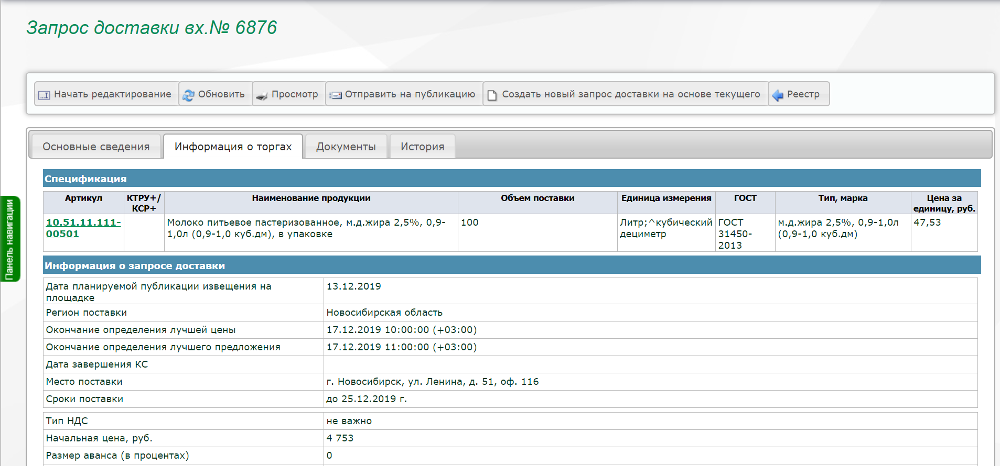 Запрос доставки вх.№ 6876
Начать редактирование Обновить Просмотр Отправить на публикацию Создать новый запрос доставки на основе текущего Реестр
Основные сведения Информация о торгах Документы История
Панель навигации
Спецификация
Артикул КТРУ+/ Наименование продукции Объем поставки Единица измерения ГОСТ Тип, марка Цена за
КСР+ единицу, руб.
10.51.11.111- Молоко питьевое пастеризованное, м.д.жира 2,5%, 0,9- 100 Литр;^кубический ГОСТ м.д.жира 2,5%, 0,9-1,0л 47,53
00501 1,0л (0,9-1,0 куб.дм), в упаковке дециметр 31450- (0,9-1,0 куб.дм)
2013
Информация о запросе доставки
Дата планируемой публикации извещения на 13.12.2019
площадке
Регион поставки Новосибирская область
Окончание определения лучшей цены 17.12.2019 10:00:00 (+03:00)
Окончание определения лучшего предложения 17.12.2019 11:00:00 (+03:00)
Дата завершения КС
Место поставки г. Новосибирск, ул. Ленина, д. 51, оф. 116
Сроки поставки до 25.12.2019 г.
Тип НДС не важно
Начальная цена, руб. 4 753
Размер аванса (в процентах) 0